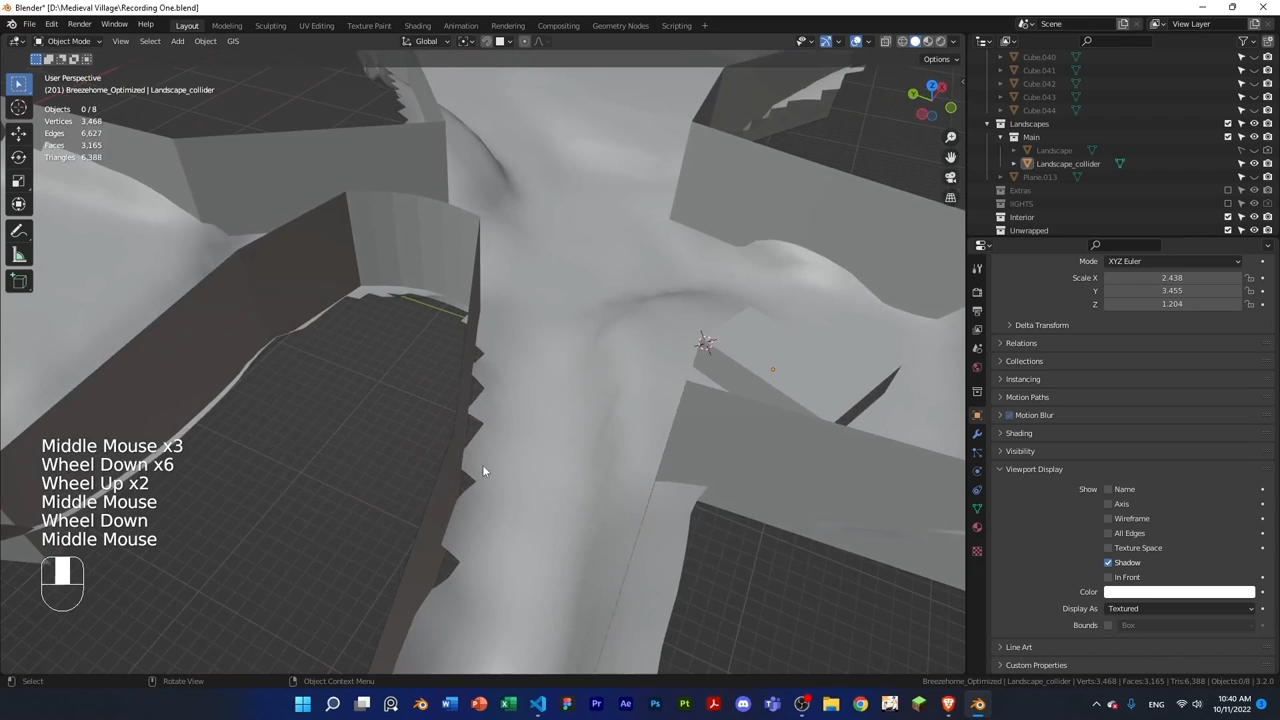 Blender* [D:\Medieval Village\Recording One.blend]
File Edit Render Window Help Layout Modeling Sculpting UV Editing Texture Paint Shading Animation Rendering Compositing Geometry Nodes Scripting + Scene View Layer
Object Mode View Select Add Object GIS Global
Options
User Perspective
(201) Breezehome_Optimized | Landscape_collider
Objects 0/8
Vertices 3,468
Edges 6,627
Faces 3,165
Triangles 6,388
Z
Y
X
Cube.040
Cube.041
Cube.042
Cube.043
Cube.044
Landscapes
Main
Landscape
Landscape_collider
Plane.013
Extras
lIGHTS
Interior
Unwrapped
Mode XYZ Euler
Scale X 2.438
Y 3.455
Z 1.204
Delta Transform
Relations
Collections
Instancing
Motion Paths
Motion Blur
Shading
Visibility
Viewport Display
Show Name
Axis
Wireframe
All Edges
Texture Space
Shadow
In Front
Color
Display As Textured
Bounds Box
Line Art
Custom Properties
Middle Mouse x3
Wheel Down x6
Wheel Up x2
Middle Mouse
Wheel Down
Middle Mouse
Select Rotate View Object Context Menu Breezehome_Optimized | Landscape_collider | Verts:3,468 | Faces:3,165 | Tris:6,388 | Objects:0/8 | 3.2.0
ENG 10:40 AM
10/11/2022